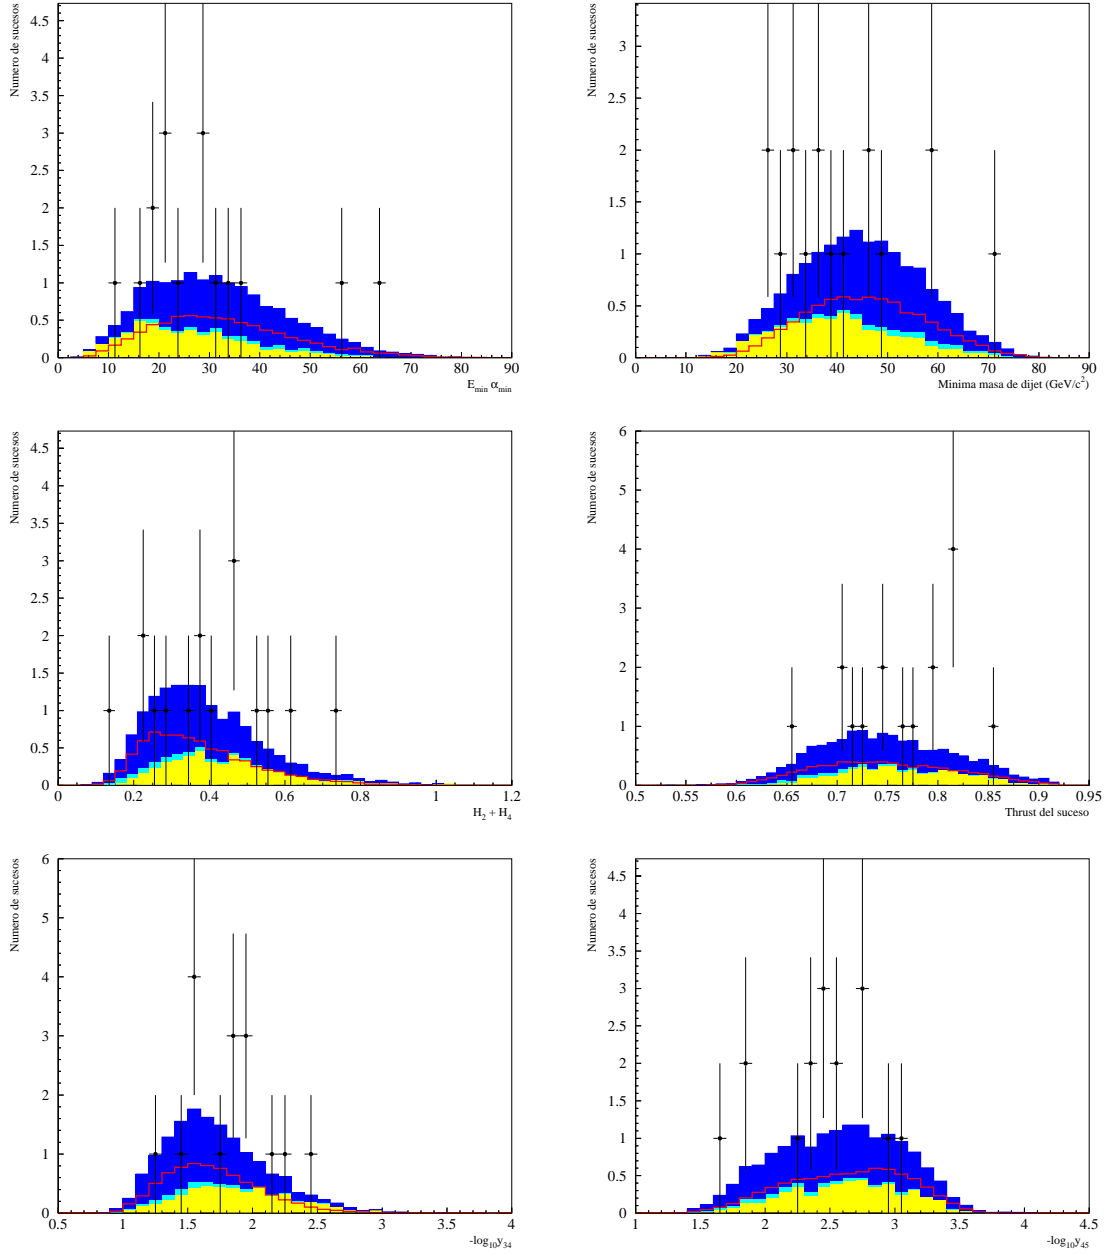 Numero de sucesos
4.5
4
3.5
3
2.5
2
1.5
1
0.5
0
0 10 20 30 40 50 60 70 80 90
E_min α_min
Numero de sucesos
3
2.5
2
1.5
1
0.5
0
0 10 20 30 40 50 60 70 80 90
Minima masa de dijet (GeV/c²)
Numero de sucesos
4.5
4
3.5
3
2.5
2
1.5
1
0.5
0
0 0.2 0.4 0.6 0.8 1 1.2
H₂ + H₄
Numero de sucesos
6
5
4
3
2
1
0
0.5 0.55 0.6 0.65 0.7 0.75 0.8 0.85 0.9 0.95
Thrust del suceso
Numero de sucesos
6
5
4
3
2
1
0
0.5 1 1.5 2 2.5 3 3.5 4
-log₁₀y₃₄
Numero de sucesos
4.5
4
3.5
3
2.5
2
1.5
1
0.5
0
1 1.5 2 2.5 3 3.5 4 4.5
-log₁₀y₄₅